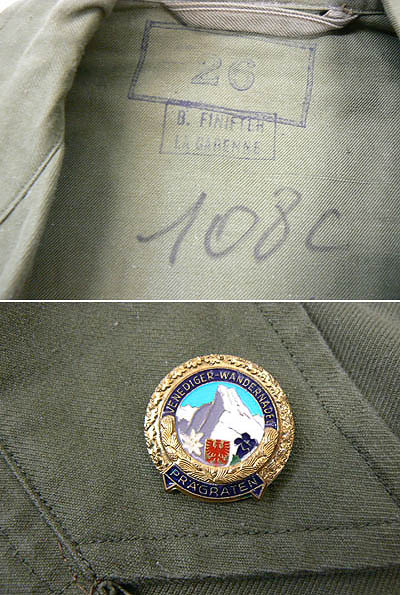 26
B. FINIFTER
LA GARENNE
108c
VENEDIGER-WANDERNADEL
PRÄGRATEN